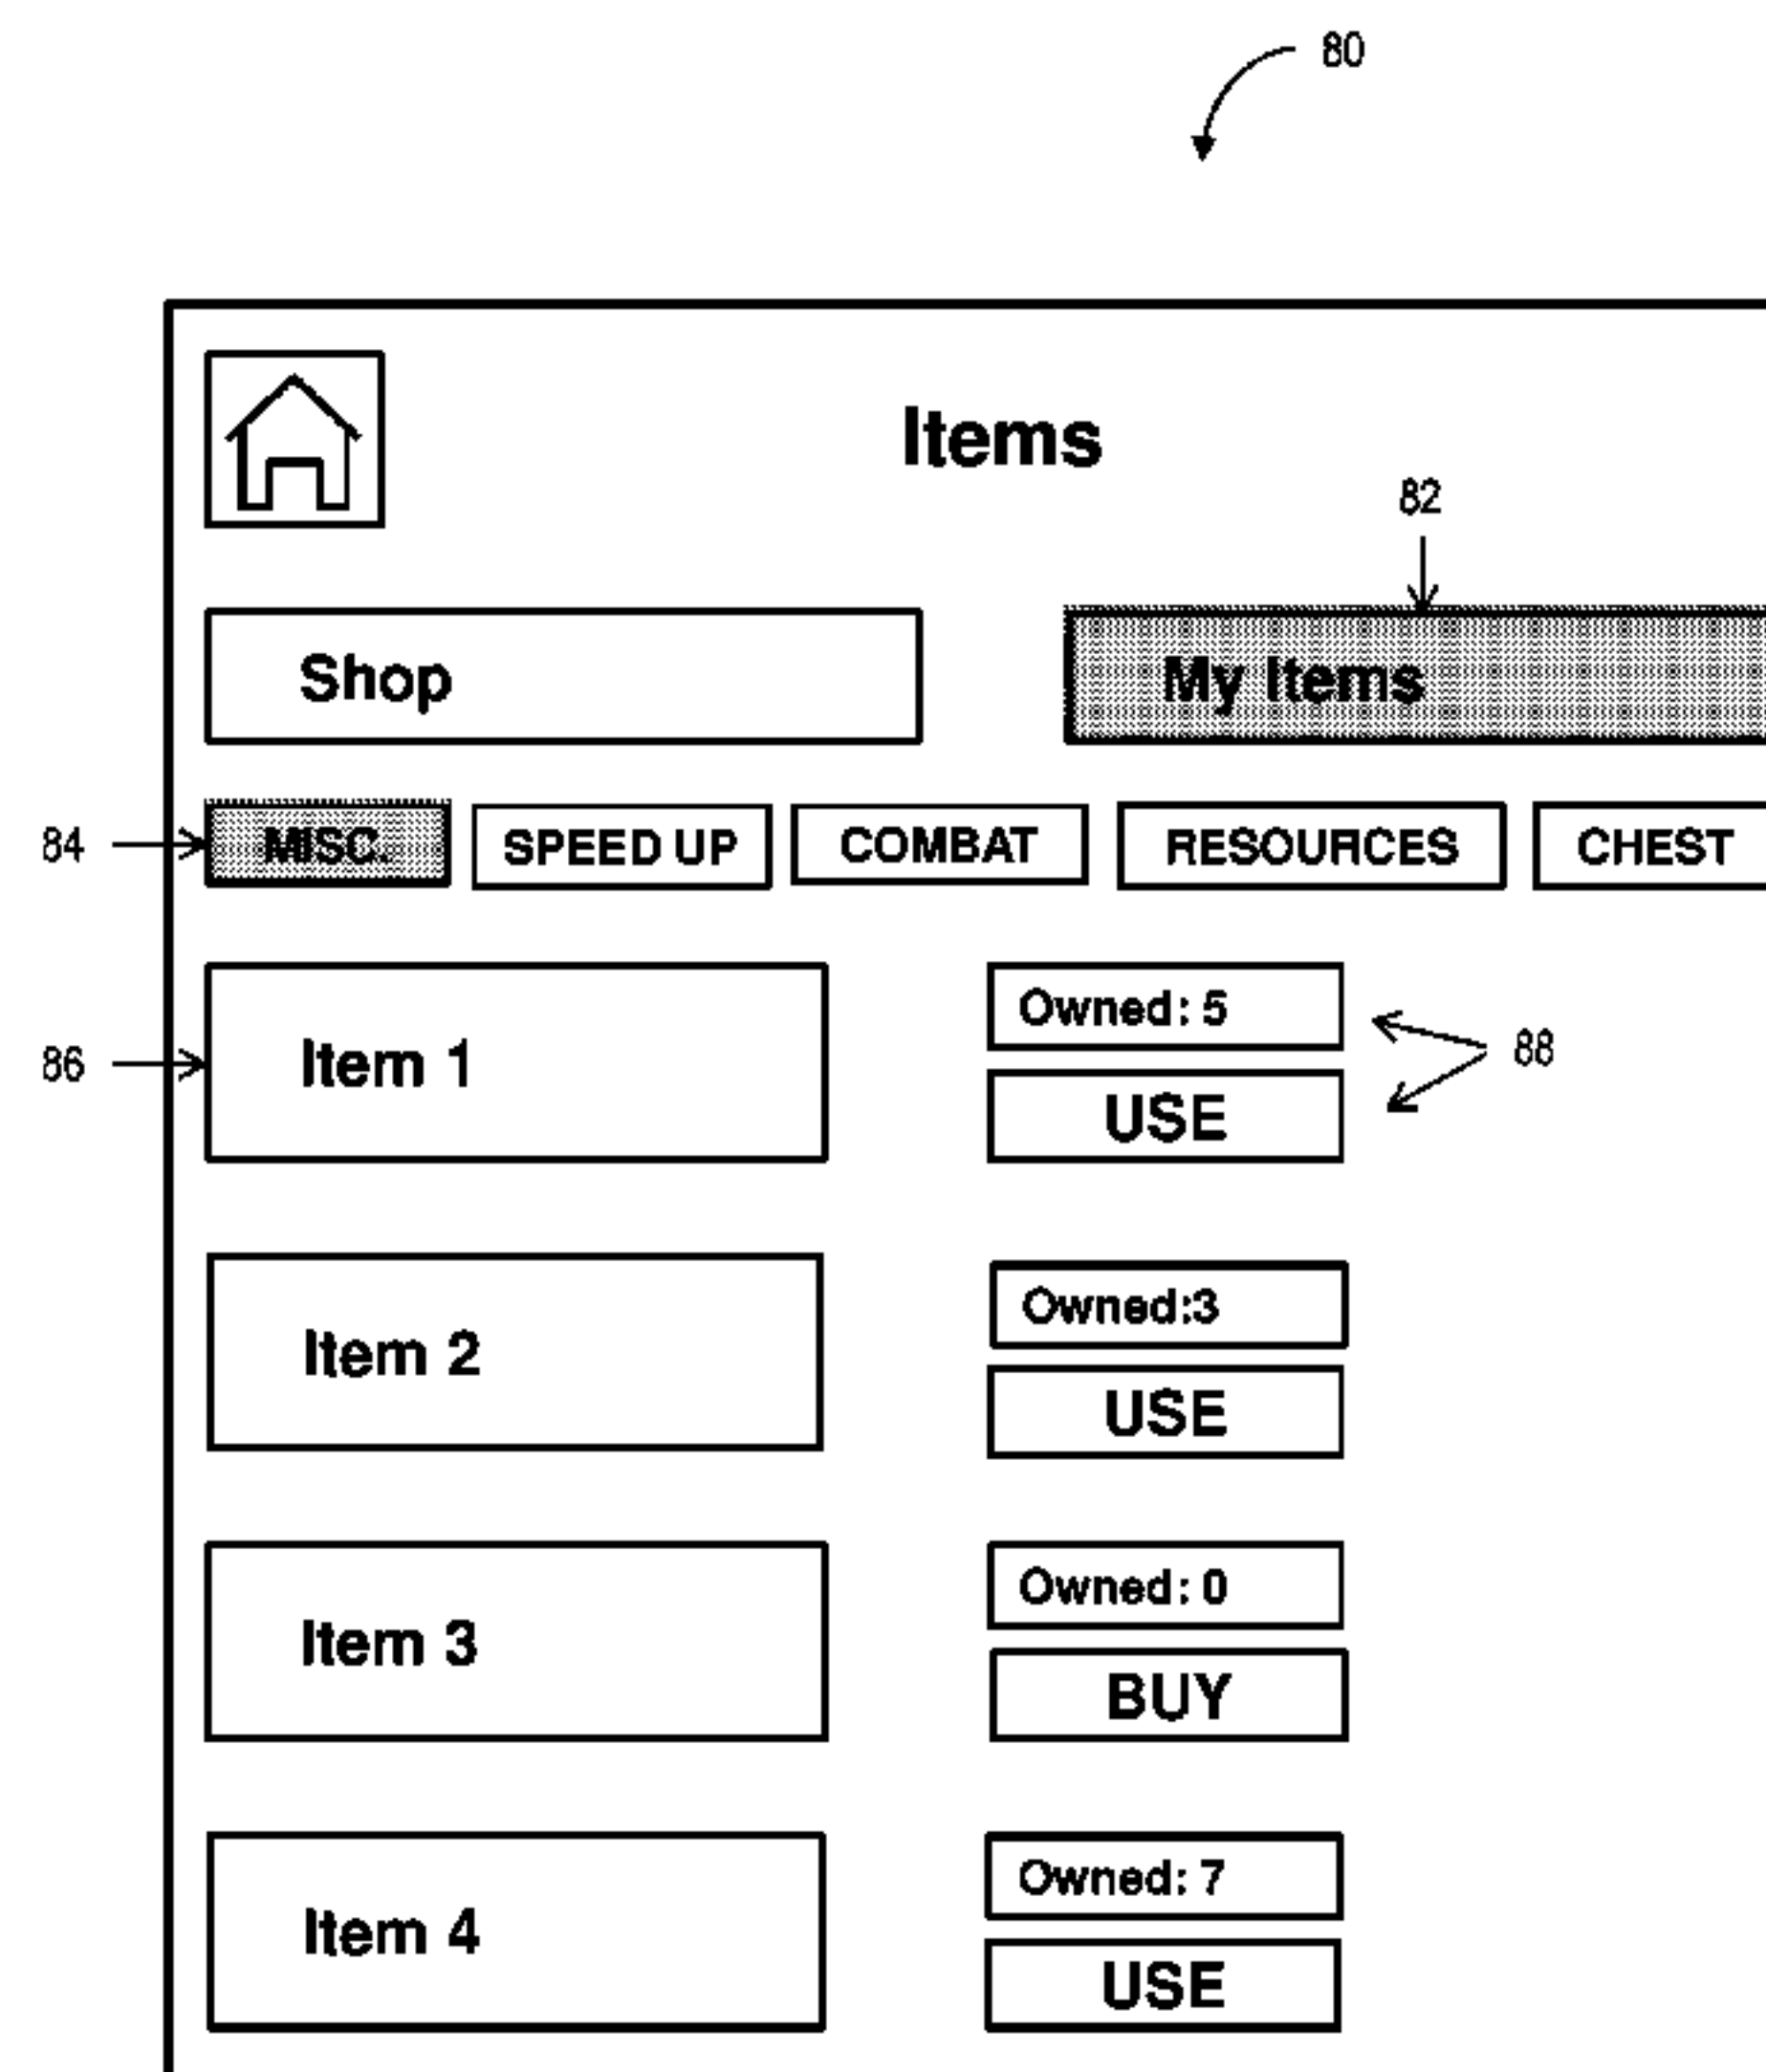 80
Items
82
Shop My Items
84 MISC. SPEED UP COMBAT RESOURCES CHEST
Owned: 5
86 Item 1 88
USE
Owned:3
Item 2
USE
Owned: 0
Item 3
BUY
Owned: 7
Item 4
USE